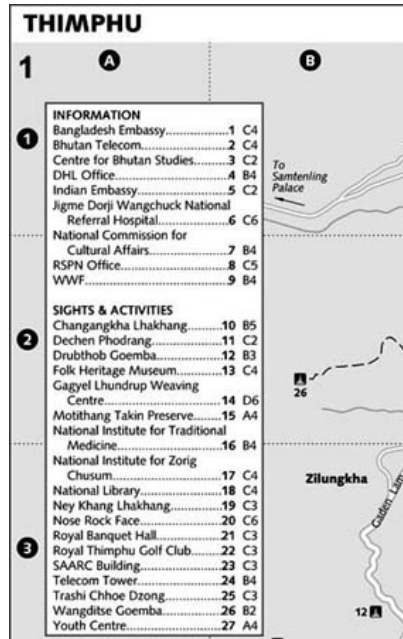 THIMPHU
1
A
B
1
INFORMATION
Bangladesh Embassy...................1 C4
Bhutan Telecom..........................2 C4
Centre for Bhutan Studies..........3 C2
DHL Office..................................4 B4
Indian Embassy...........................5 C2
Jigme Dorji Wangchuck National
Referral Hospital......................6 C6
National Commission for
Cultural Affairs........................7 B4
RSPN Office................................8 C5
WWF...........................................9 B4
To
Samtenling
Palace
2
SIGHTS & ACTIVITIES
Changangkha Lhakhang........10 B5
Dechen Phodrang..................11 C2
Drubthob Goemba................12 B3
Folk Heritage Museum..........13 C4
Gagyel Lhundrup Weaving
Centre................................14 D6
Motithang Takin Preserve......15 A4
National Institute for Traditional
Medicine............................16 B4
National Institute for Zorig
Chusum..............................17 C4
National Library.....................18 C4
Ney Khang Lhakhang.............19 C3
Nose Rock Face.....................20 C6
Royal Banquet Hall................21 C3
Royal Thimphu Golf Club.......22 C3
SAARC Building......................23 C3
Telecom Tower......................24 B4
Trashi Chhoe Dzong...............25 C3
Wangditse Goemba...............26 B2
Youth Centre.........................27 A4
26
3
Zilungkha
Gaden Lam
12